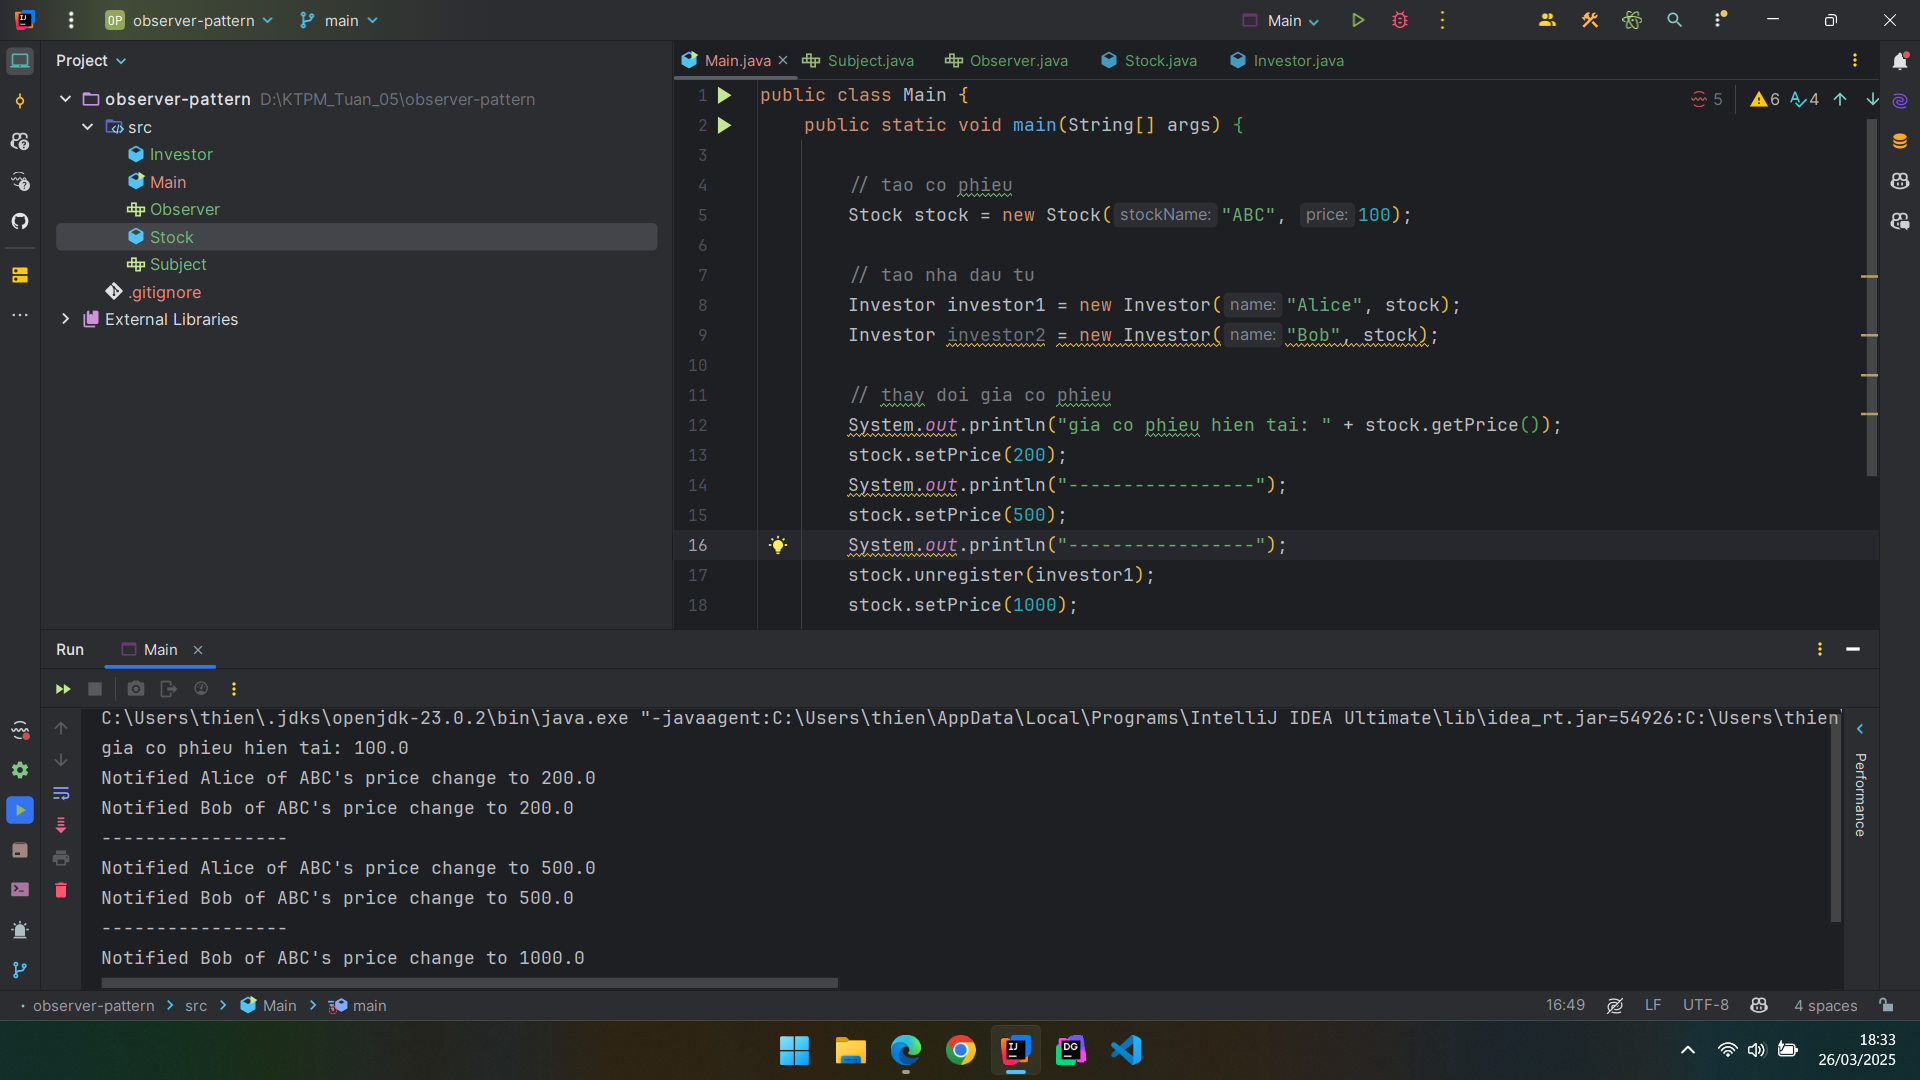 OP observer-pattern main Main
Project
observer-pattern D:\KTPM_Tuan_05\observer-pattern
src
Investor
Main
Observer
Stock
Subject
.gitignore
External Libraries
Main.java Subject.java Observer.java Stock.java Investor.java
5 6 4
1 public class Main {
2 public static void main(String[] args) {
3
4 // tao co phieu
5 Stock stock = new Stock( stockName: "ABC", price: 100);
6
7 // tao nha dau tu
8 Investor investor1 = new Investor( name: "Alice", stock);
9 Investor investor2 = new Investor( name: "Bob", stock);
10
11 // thay doi gia co phieu
12 System.out.println("gia co phieu hien tai: " + stock.getPrice());
13 stock.setPrice(200);
14 System.out.println("-----------------");
15 stock.setPrice(500);
16 System.out.println("-----------------");
17 stock.unregister(investor1);
18 stock.setPrice(1000);
Run Main
C:\Users\thien\.jdks\openjdk-23.0.2\bin\java.exe "-javaagent:C:\Users\thien\AppData\Local\Programs\IntelliJ IDEA Ultimate\lib\idea_rt.jar=54926:C:\Users\thien
gia co phieu hien tai: 100.0
Notified Alice of ABC's price change to 200.0
Notified Bob of ABC's price change to 200.0
-----------------
Notified Alice of ABC's price change to 500.0
Notified Bob of ABC's price change to 500.0
-----------------
Notified Bob of ABC's price change to 1000.0
Performance
observer-pattern > src > Main > main
16:49 LF UTF-8 4 spaces
18:33
26/03/2025